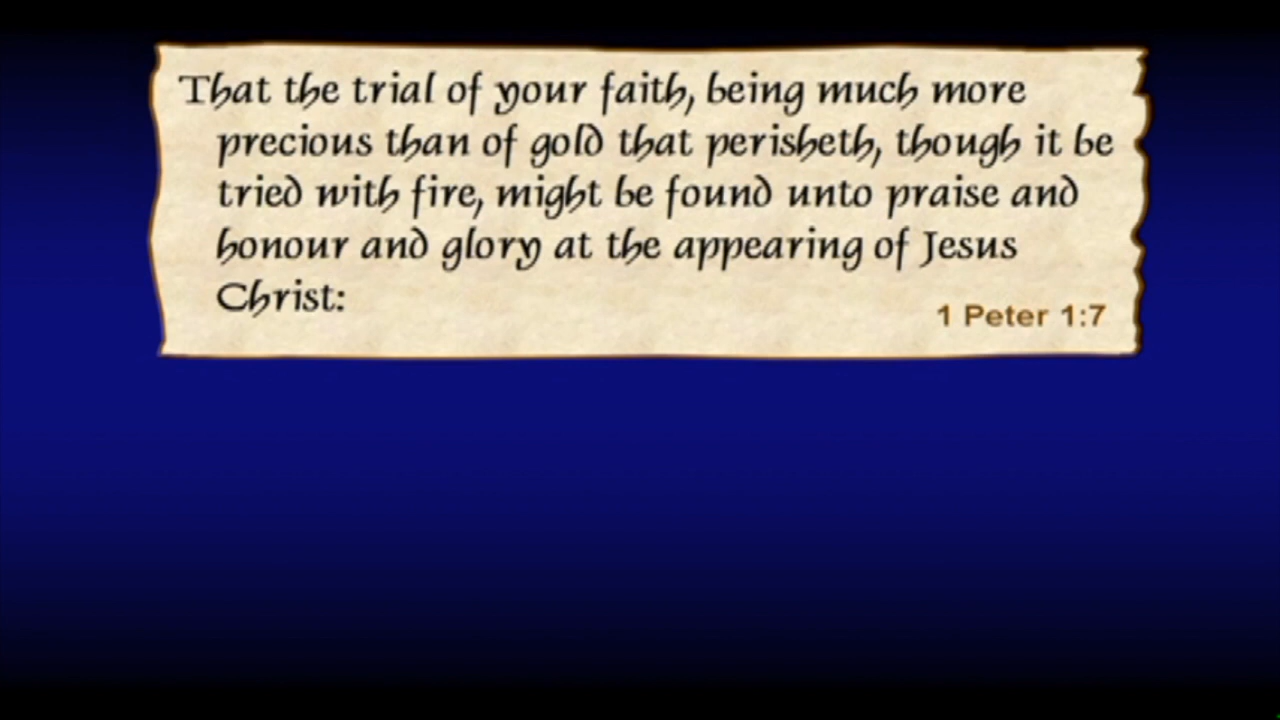 That the trial of your faith, being much more
precious than of gold that perisheth, though it be
tried with fire, might be found unto praise and
honour and glory at the appearing of Jesus
Christ:
1 Peter 1:7